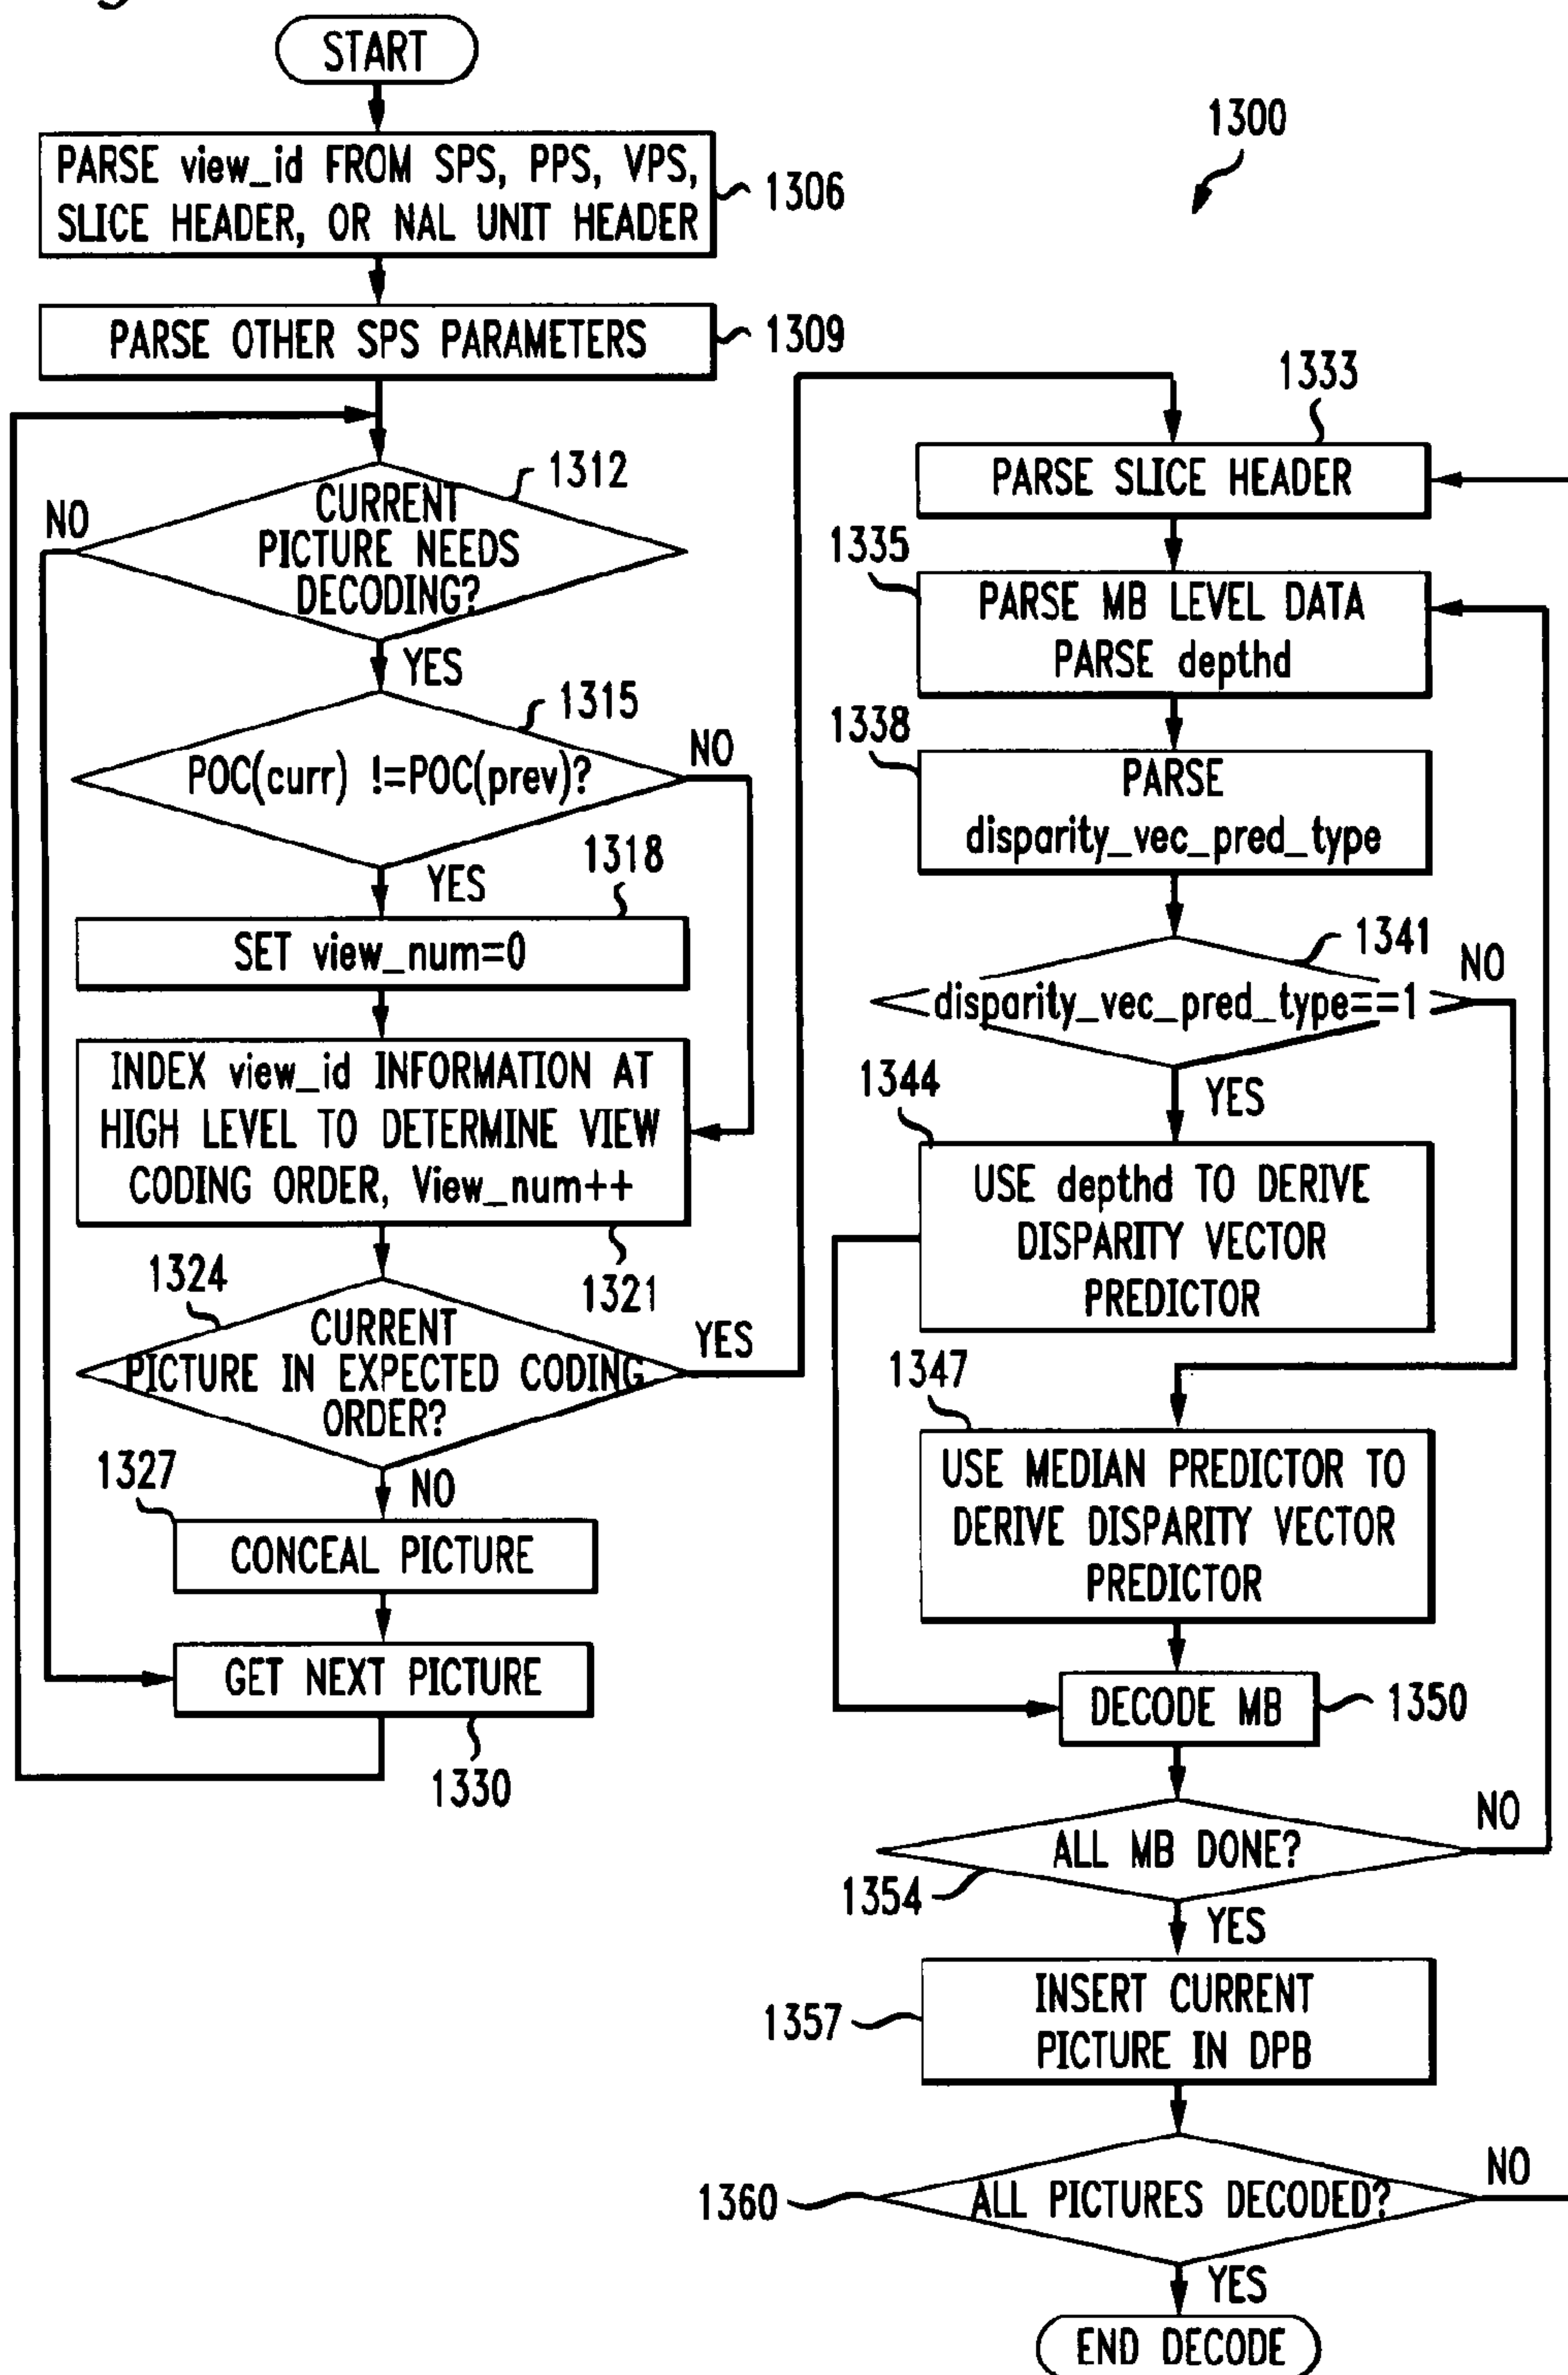 START
PARSE view_id FROM SPS, PPS, VPS,
SLICE HEADER, OR NAL UNIT HEADER
1306
PARSE OTHER SPS PARAMETERS
1309
1312
NO
CURRENT
PICTURE NEEDS
DECODING?
YES
1315
NO
POC(curr) !=POC(prev)?
YES
1318
SET view_num=0
INDEX view_id INFORMATION AT
HIGH LEVEL TO DETERMINE VIEW
CODING ORDER, View_num++
1321
1324
CURRENT
PICTURE IN EXPECTED CODING
ORDER?
YES
NO
1327
CONCEAL PICTURE
GET NEXT PICTURE
1330
1300
1333
PARSE SLICE HEADER
1335
PARSE MB LEVEL DATA
PARSE depthd
1338
PARSE
disparity_vec_pred_type
1341
NO
disparity_vec_pred_type==1
YES
1344
USE depthd TO DERIVE
DISPARITY VECTOR
PREDICTOR
1347
USE MEDIAN PREDICTOR TO
DERIVE DISPARITY VECTOR
PREDICTOR
DECODE MB
1350
NO
ALL MB DONE?
1354
YES
INSERT CURRENT
PICTURE IN DPB
1357
NO
ALL PICTURES DECODED?
1360
YES
END DECODE